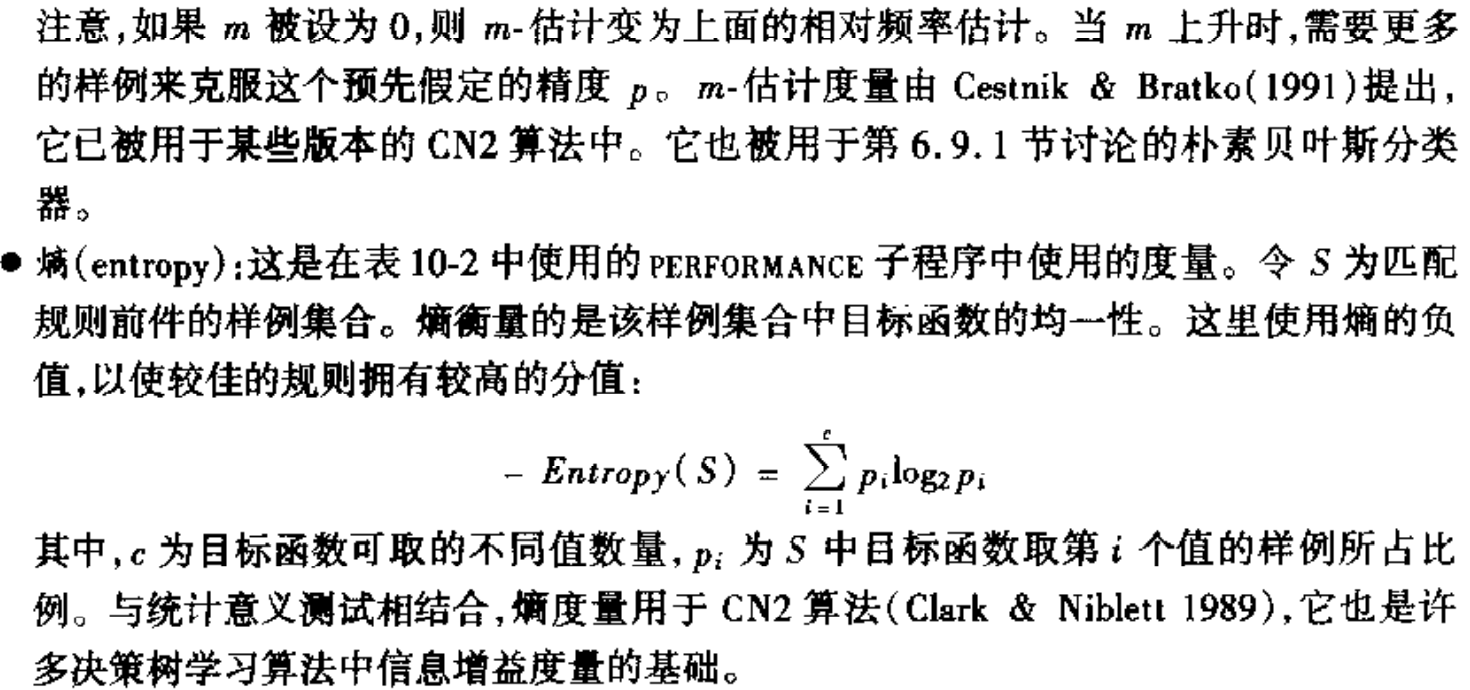 注意,如果 m 被设为 0,则 m-估计变为上面的相对频率估计。当 m 上升时,需要更多
的样例来克服这个预先假定的精度 p。m-估计度量由 Cestnik & Bratko(1991)提出,
它已被用于某些版本的 CN2 算法中。它也被用于第 6.9.1 节讨论的朴素贝叶斯分类
器。
● 熵(entropy):这是在表 10-2 中使用的 PERFORMANCE 子程序中使用的度量。令 S 为匹配
规则前件的样例集合。熵衡量的是该样例集合中目标函数的均一性。这里使用熵的负
值,以使较佳的规则拥有较高的分值:
- Entropy(S) = \sum_{i=1}^{c} p_i log_2 p_i
其中,c 为目标函数可取的不同值数量,p_i 为 S 中目标函数取第 i 个值的样例所占比
例。与统计意义测试相结合,熵度量用于 CN2 算法(Clark & Niblett 1989),它也是许
多决策树学习算法中信息增益度量的基础。